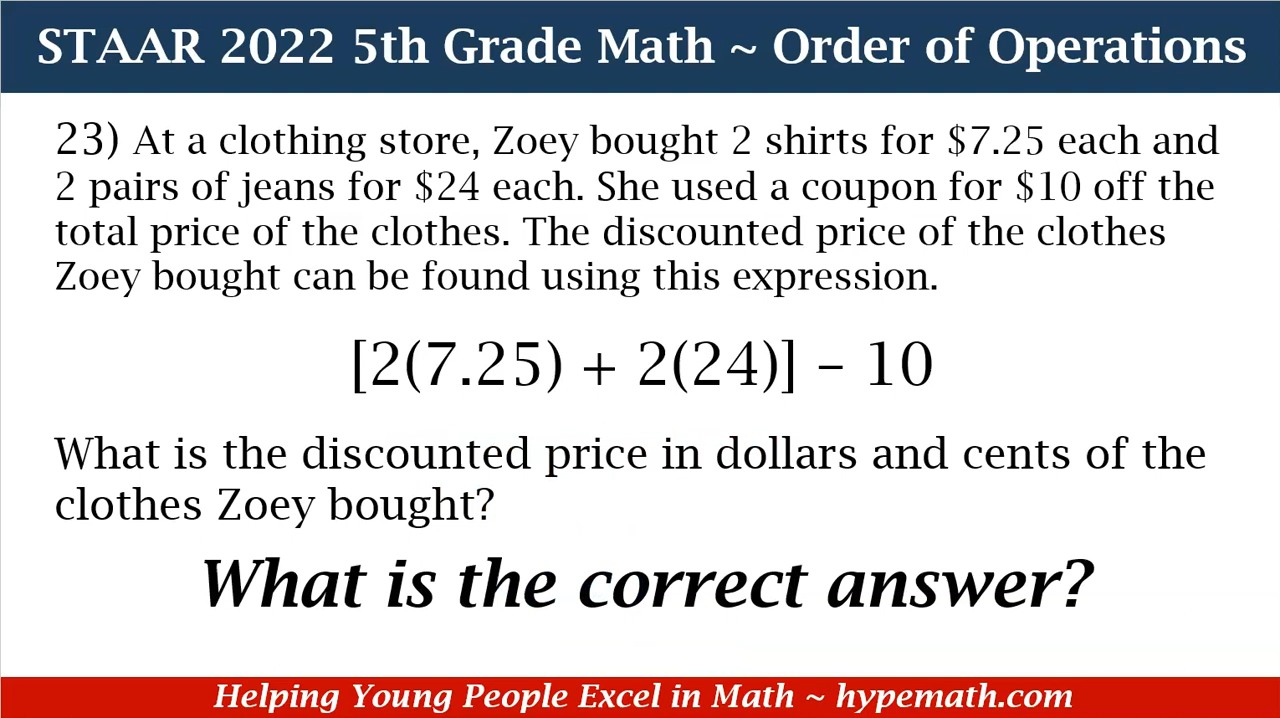 STAAR 2022 5th Grade Math ~ Order of Operations
23) At a clothing store, Zoey bought 2 shirts for $7.25 each and
2 pairs of jeans for $24 each. She used a coupon for $10 off the
total price of the clothes. The discounted price of the clothes
Zoey bought can be found using this expression.
[2(7.25) + 2(24)] – 10
What is the discounted price in dollars and cents of the
clothes Zoey bought?
What is the correct answer?
Helping Young People Excel in Math ~ hypemath.com